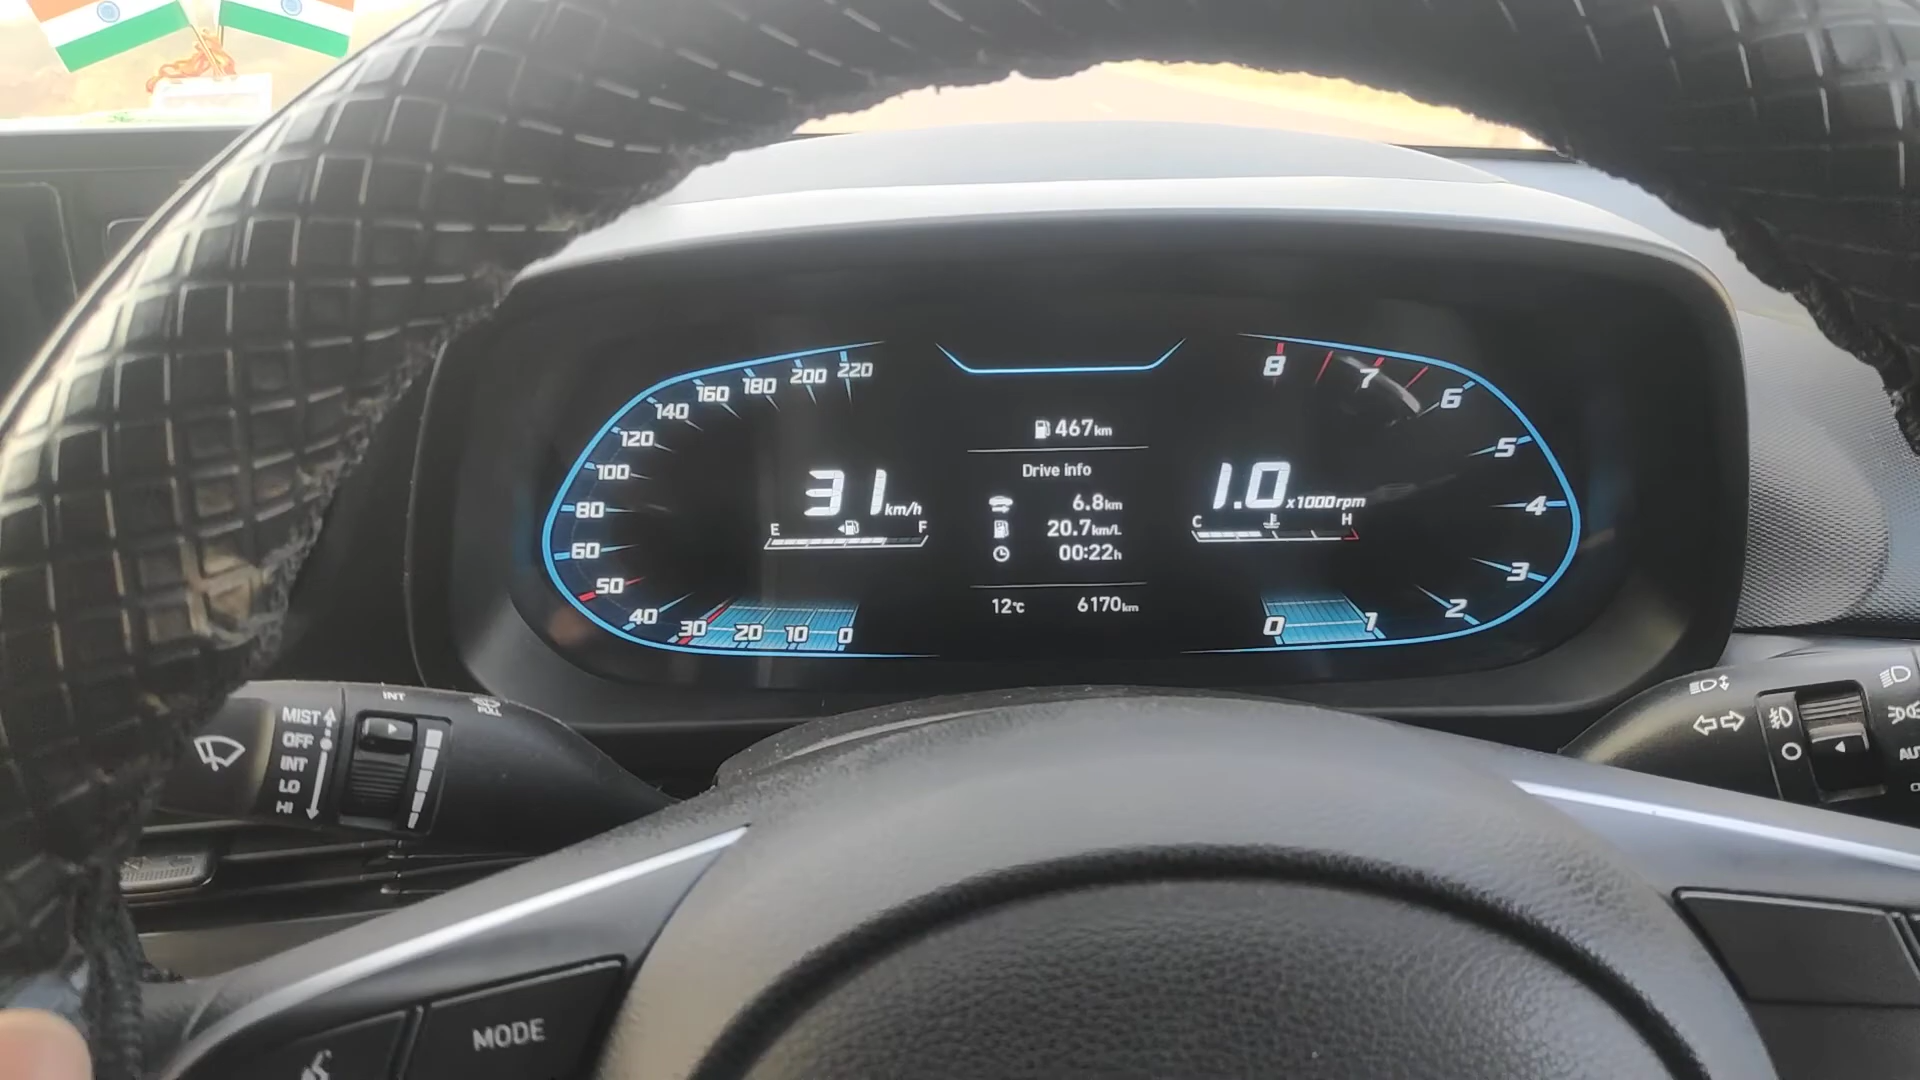 220
200
180
160
140
120
100
80
60
50
40
30
20
10
0
31 km/h
E F
467km
Drive info
6.8km
20.7km/L
00:22h
12℃ 6170km
1.0 x1000rpm
C H
8
7
6
5
4
3
2
1
0
INT
MIST
OFF
INT
LO
HI
MODE